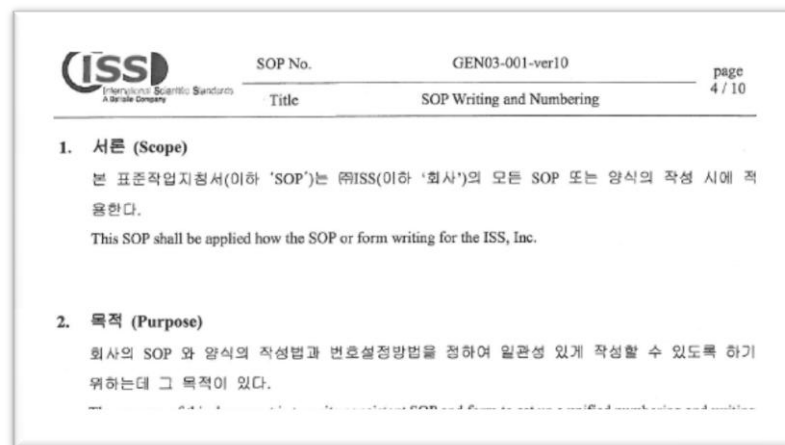 ISS
International Scientific Standards
A Battelle Company
SOP No.
GEN03-001-ver10
page
4 / 10
Title
SOP Writing and Numbering
1. 서론 (Scope)
본 표준작업지침서(이하 'SOP')는 ㈜ISS(이하 '회사')의 모든 SOP 또는 양식의 작성 시에 적
용한다.
This SOP shall be applied how the SOP or form writing for the ISS, Inc.
2. 목적 (Purpose)
회사의 SOP 와 양식의 작성법과 번호설정방법을 정하여 일관성 있게 작성할 수 있도록 하기
위하는데 그 목적이 있다.